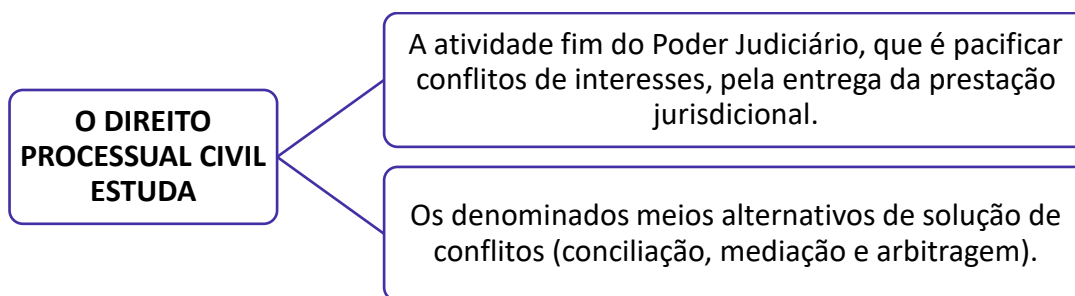 O DIREITO
PROCESSUAL CIVIL
ESTUDA
A atividade fim do Poder Judiciário, que é pacificar
conflitos de interesses, pela entrega da prestação
jurisdicional.
Os denominados meios alternativos de solução de
conflitos (conciliação, mediação e arbitragem).